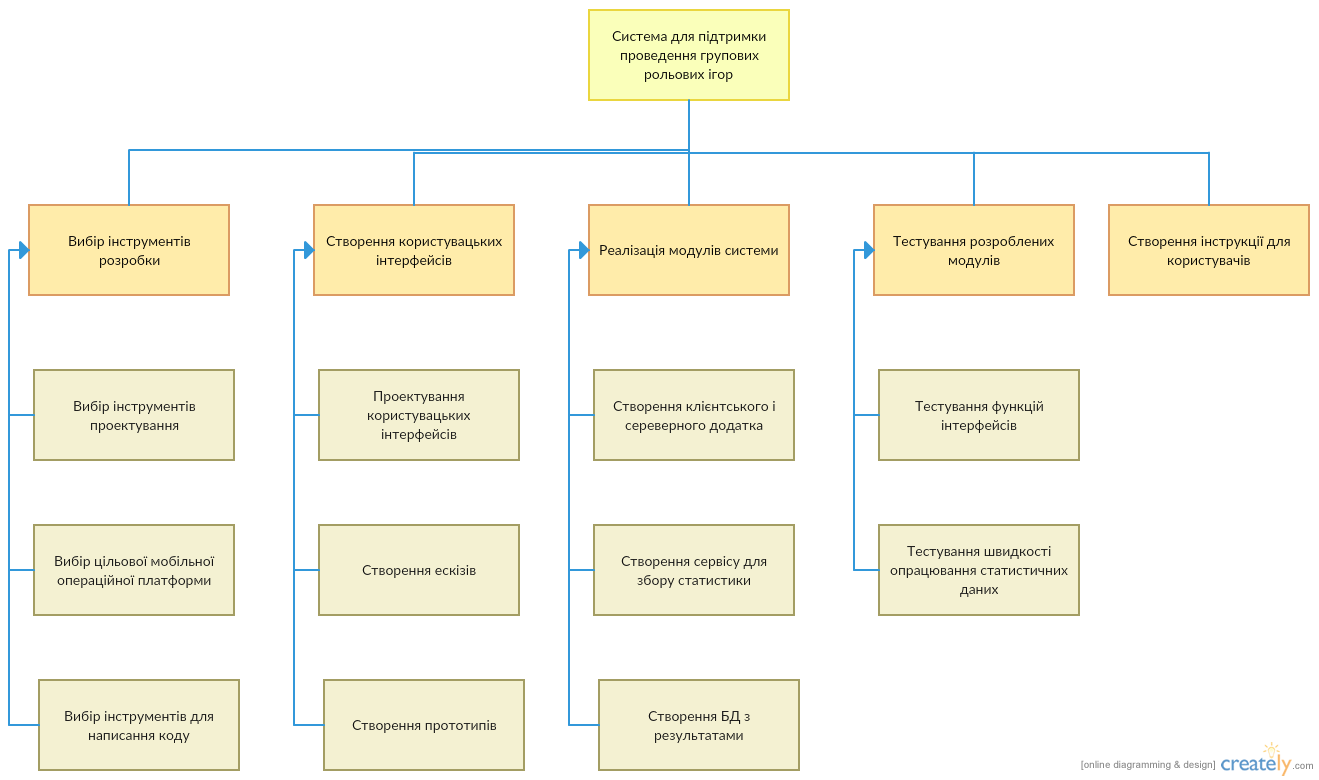 Система для підтримки
проведення групових
рольових ігор
Вибір інструментів
розробки
Створення користувацьких
інтерфейсів
Реалізація модулів системи
Тестування розроблених
модулів
Створення інструкції для
користувачів
Вибір інструментів
проектування
Проектування
користувацьких
інтерфейсів
Створення клієнтського і
серевереного додатка
Тестування функцій
інтерфейсів
Вибір цільової мобільної
операційної платформи
Створення ескізів
Створення сервісу для
збору статистики
Тестування швидкості
опрацювання статистичних
даних
Вибір інструментів для
написання коду
Створення прототипів
Створення БД з
результатами
[online diagramming & design] creately.com